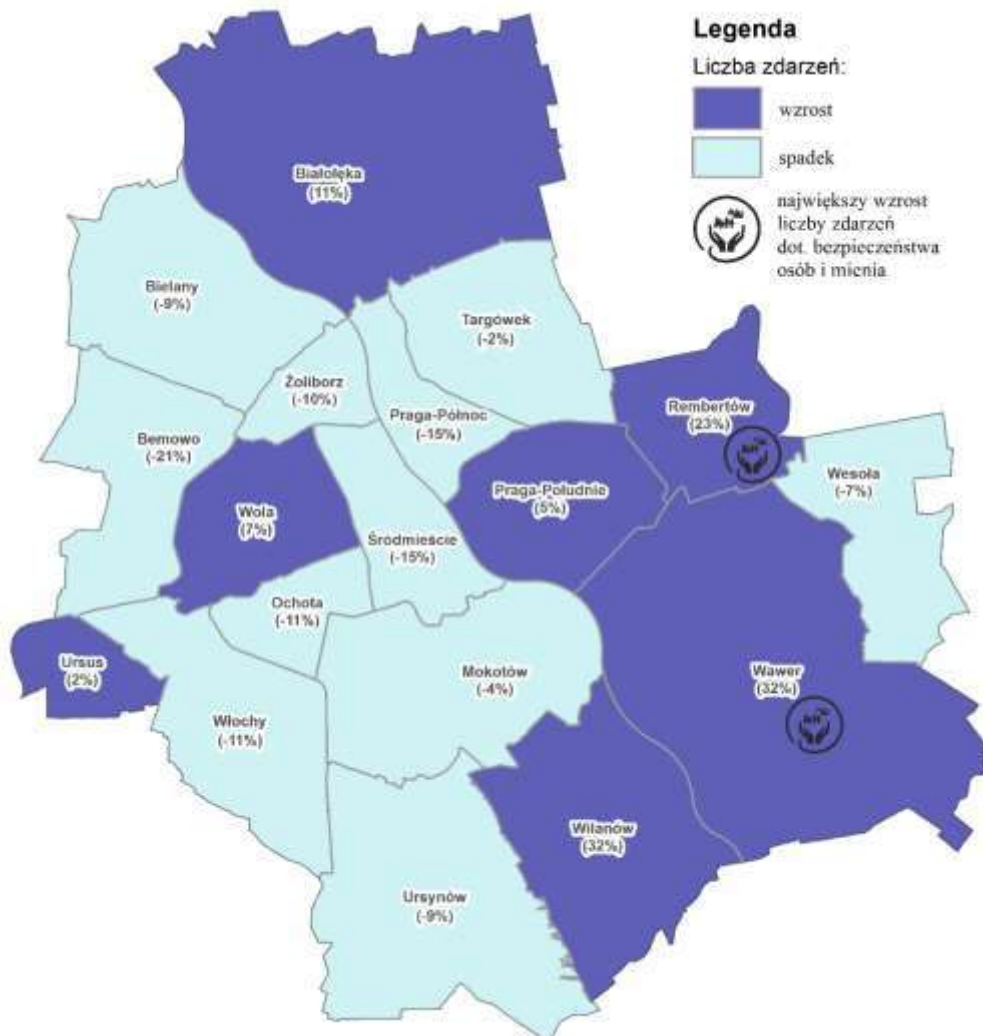 Legenda
Liczba zdarzeń:
wzrost
spadek
największy wzrost
liczby zdarzeń
dot. bezpieczeństwa
osób i mienia
Białołęka
(11%)
Bielany
(-9%)
Targówek
(-2%)
Żoliborz
(-10%)
Praga-Północ
(-15%)
Rembertów
(23%)
Bemowo
(-21%)
Wesoła
(-7%)
Praga-Południe
(5%)
Wola
(7%)
Śródmieście
(-15%)
Ochota
(-11%)
Ursus
(2%)
Mokotów
(-4%)
Wawer
(32%)
Włochy
(-11%)
Wilanów
(32%)
Ursynów
(-9%)